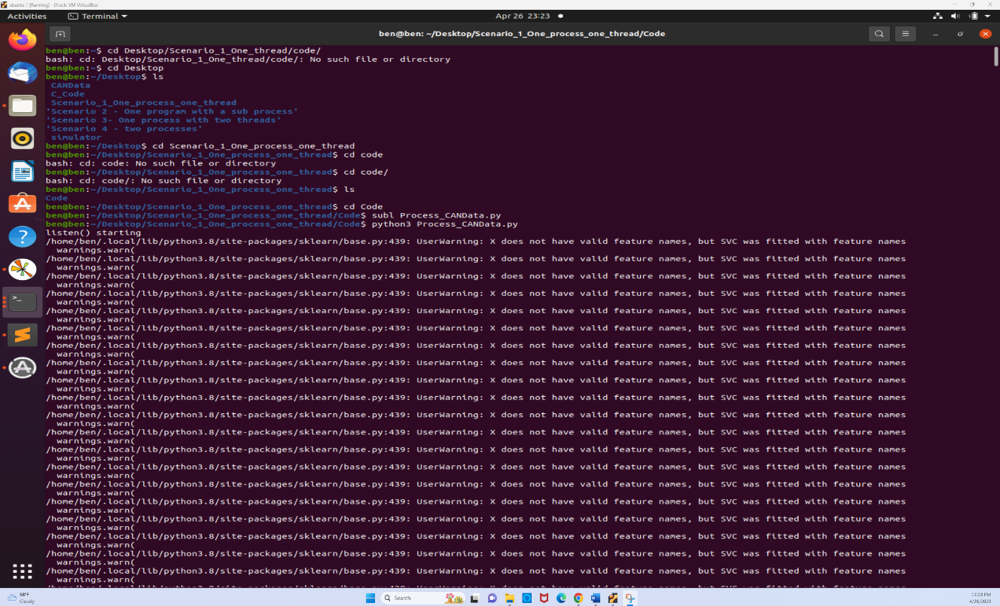 ubuntu 1 [Running] - Oracle VM VirtualBox
Activities Terminal Apr 26 23:23
ben@ben: ~/Desktop/Scenario_1_One_process_one_thread/Code
ben@ben:~$ cd Desktop/Scenario_1_One_thread/code/
bash: cd: Desktop/Scenario_1_One_thread/code/: No such file or directory
ben@ben:~$ cd Desktop
ben@ben:~/Desktop$ ls
CANData
C_Code
Scenario_1_One_process_one_thread
'Scenario 2 - One program with a sub process'
'Scenario 3- One process with two threads'
'Scenario 4 - two processes'
simulator
ben@ben:~/Desktop$ cd Scenario_1_One_process_one_thread
ben@ben:~/Desktop/Scenario_1_One_process_one_thread$ cd code
bash: cd: code: No such file or directory
ben@ben:~/Desktop/Scenario_1_One_process_one_thread$ cd code/
bash: cd: code/: No such file or directory
ben@ben:~/Desktop/Scenario_1_One_process_one_thread$ ls
Code
ben@ben:~/Desktop/Scenario_1_One_process_one_thread$ cd Code
ben@ben:~/Desktop/Scenario_1_One_process_one_thread/Code$ subl Process_CANData.py
ben@ben:~/Desktop/Scenario_1_One_process_one_thread/Code$ python3 Process_CANData.py
listen() starting
/home/ben/.local/lib/python3.8/site-packages/sklearn/base.py:439: UserWarning: X does not have valid feature names, but SVC was fitted with feature names
warnings.warn(
/home/ben/.local/lib/python3.8/site-packages/sklearn/base.py:439: UserWarning: X does not have valid feature names, but SVC was fitted with feature names
warnings.warn(
/home/ben/.local/lib/python3.8/site-packages/sklearn/base.py:439: UserWarning: X does not have valid feature names, but SVC was fitted with feature names
warnings.warn(
/home/ben/.local/lib/python3.8/site-packages/sklearn/base.py:439: UserWarning: X does not have valid feature names, but SVC was fitted with feature names
warnings.warn(
/home/ben/.local/lib/python3.8/site-packages/sklearn/base.py:439: UserWarning: X does not have valid feature names, but SVC was fitted with feature names
warnings.warn(
/home/ben/.local/lib/python3.8/site-packages/sklearn/base.py:439: UserWarning: X does not have valid feature names, but SVC was fitted with feature names
warnings.warn(
/home/ben/.local/lib/python3.8/site-packages/sklearn/base.py:439: UserWarning: X does not have valid feature names, but SVC was fitted with feature names
warnings.warn(
/home/ben/.local/lib/python3.8/site-packages/sklearn/base.py:439: UserWarning: X does not have valid feature names, but SVC was fitted with feature names
warnings.warn(
/home/ben/.local/lib/python3.8/site-packages/sklearn/base.py:439: UserWarning: X does not have valid feature names, but SVC was fitted with feature names
warnings.warn(
/home/ben/.local/lib/python3.8/site-packages/sklearn/base.py:439: UserWarning: X does not have valid feature names, but SVC was fitted with feature names
warnings.warn(
/home/ben/.local/lib/python3.8/site-packages/sklearn/base.py:439: UserWarning: X does not have valid feature names, but SVC was fitted with feature names
warnings.warn(
/home/ben/.local/lib/python3.8/site-packages/sklearn/base.py:439: UserWarning: X does not have valid feature names, but SVC was fitted with feature names
warnings.warn(
/home/ben/.local/lib/python3.8/site-packages/sklearn/base.py:439: UserWarning: X does not have valid feature names, but SVC was fitted with feature names
warnings.warn(
/home/ben/.local/lib/python3.8/site-packages/sklearn/base.py:439: UserWarning: X does not have valid feature names, but SVC was fitted with feature names
warnings.warn(
/home/ben/.local/lib/python3.8/site-packages/sklearn/base.py:439: UserWarning: X does not have valid feature names, but SVC was fitted with feature names
warnings.warn(
/home/ben/.local/lib/python3.8/site-packages/sklearn/base.py:439: UserWarning: X does not have valid feature names, but SVC was fitted with feature names
warnings.warn(
/home/ben/.local/lib/python3.8/site-packages/sklearn/base.py:439: UserWarning: X does not have valid feature names, but SVC was fitted with feature names
warnings.warn(
/home/ben/.local/lib/python3.8/site-packages/sklearn/base.py:439: UserWarning: X does not have valid feature names, but SVC was fitted with feature names
warnings.warn(
/home/ben/.local/lib/python3.8/site-packages/sklearn/base.py:439: UserWarning: X does not have valid feature names, but SVC was fitted with feature names
warnings.warn(
/home/ben/.local/lib/python3.8/site-packages/sklearn/base.py:439: UserWarning: X does not have valid feature names, but SVC was fitted with feature names
warnings.warn(
58°F
Cloudy
Search
11:23 PM
4/26/2023